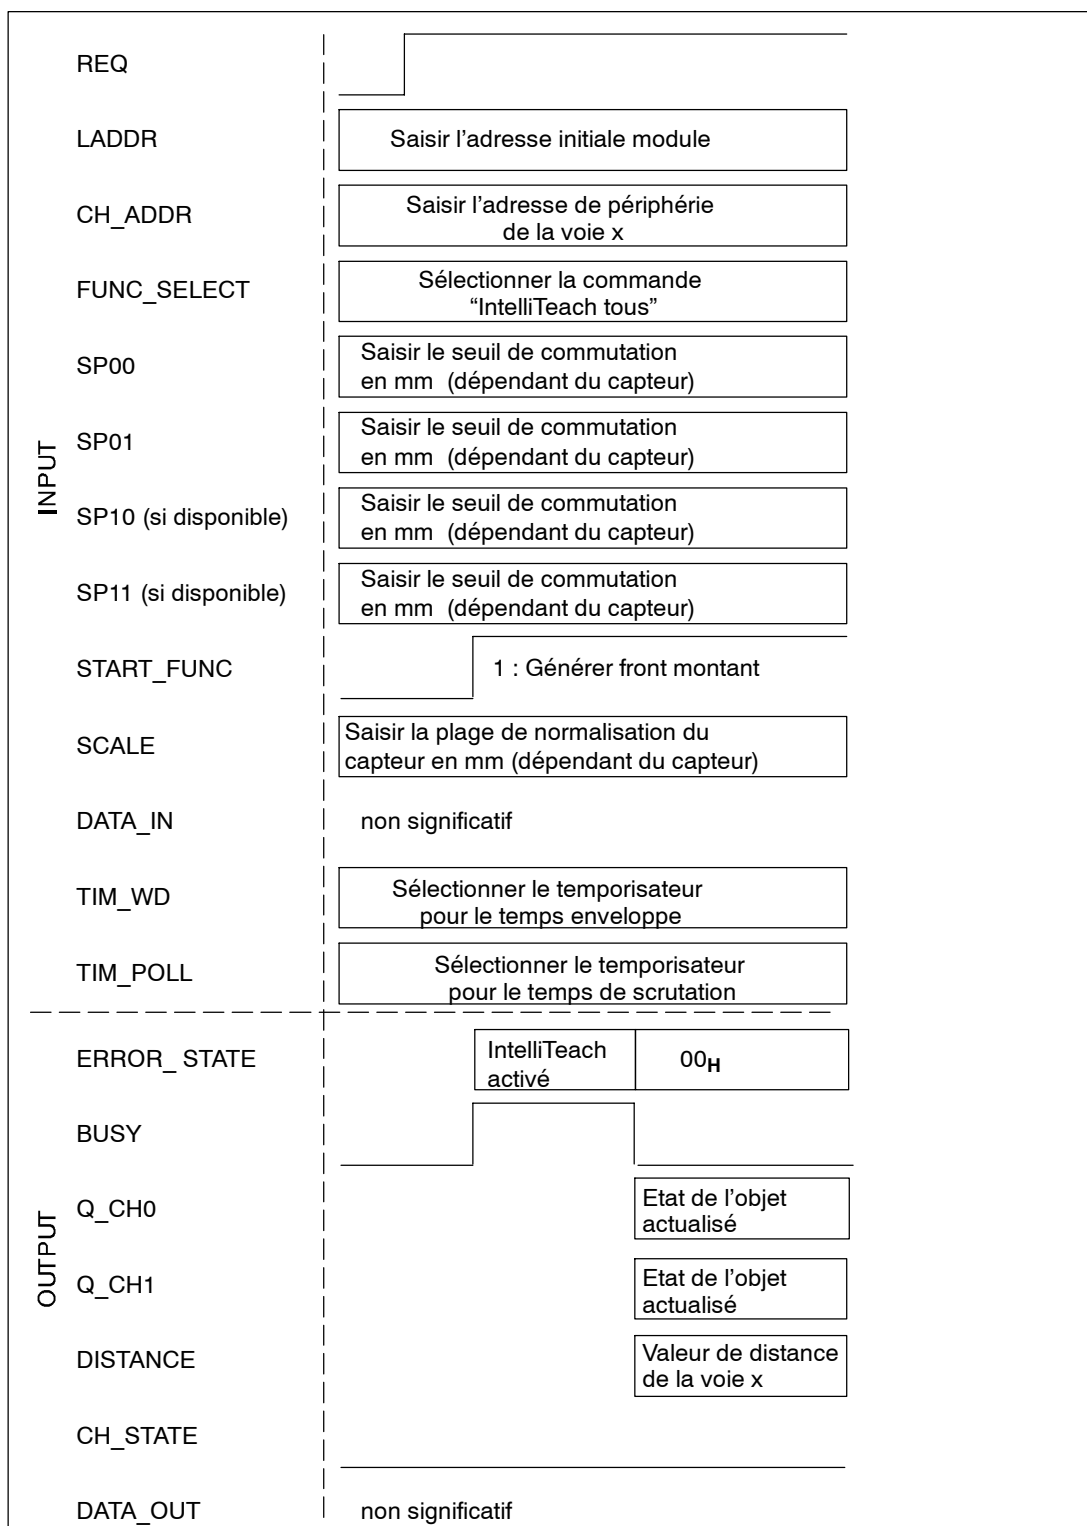 REQ
LADDR
Saisir l’adresse initiale module
CH_ADDR
Saisir l’adresse de périphérie
de la voie x
FUNC_SELECT
Sélectionner la commande
“IntelliTeach tous”
SP00
Saisir le seuil de commutation
en mm (dépendant du capteur)
SP01
Saisir le seuil de commutation
en mm (dépendant du capteur)
INPUT
SP10 (si disponible)
Saisir le seuil de commutation
en mm (dépendant du capteur)
SP11 (si disponible)
Saisir le seuil de commutation
en mm (dépendant du capteur)
START_FUNC
1 : Générer front montant
SCALE
Saisir la plage de normalisation du
capteur en mm (dépendant du capteur)
DATA_IN
non significatif
TIM_WD
Sélectionner le temporisateur
pour le temps enveloppe
TIM_POLL
Sélectionner le temporisateur
pour le temps de scrutation
ERROR_ STATE
IntelliTeach
activé
00H
BUSY
Q_CH0
Etat de l’objet
actualisé
OUTPUT
Q_CH1
Etat de l’objet
actualisé
DISTANCE
Valeur de distance
de la voie x
CH_STATE
DATA_OUT
non significatif